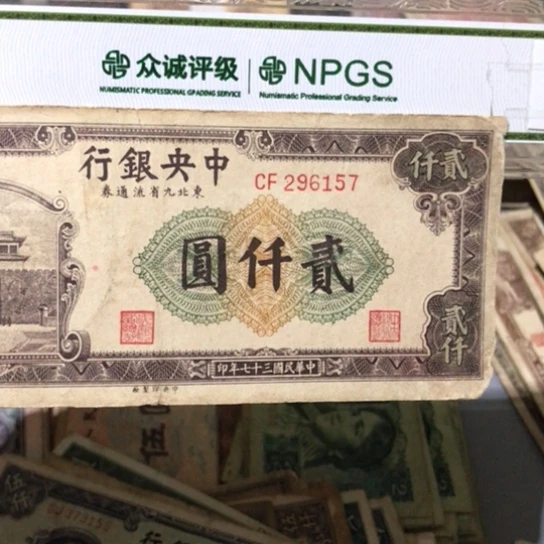 众诚评级 NPGS
NUMISMATIC PROFESSIONAL GRADING SERVICE Numismatic Professional Grading Service
中央銀行
東北九省流通券
CF 296157
貳仟
貳仟圓
貳仟
中華民國三十七年印
伍仟